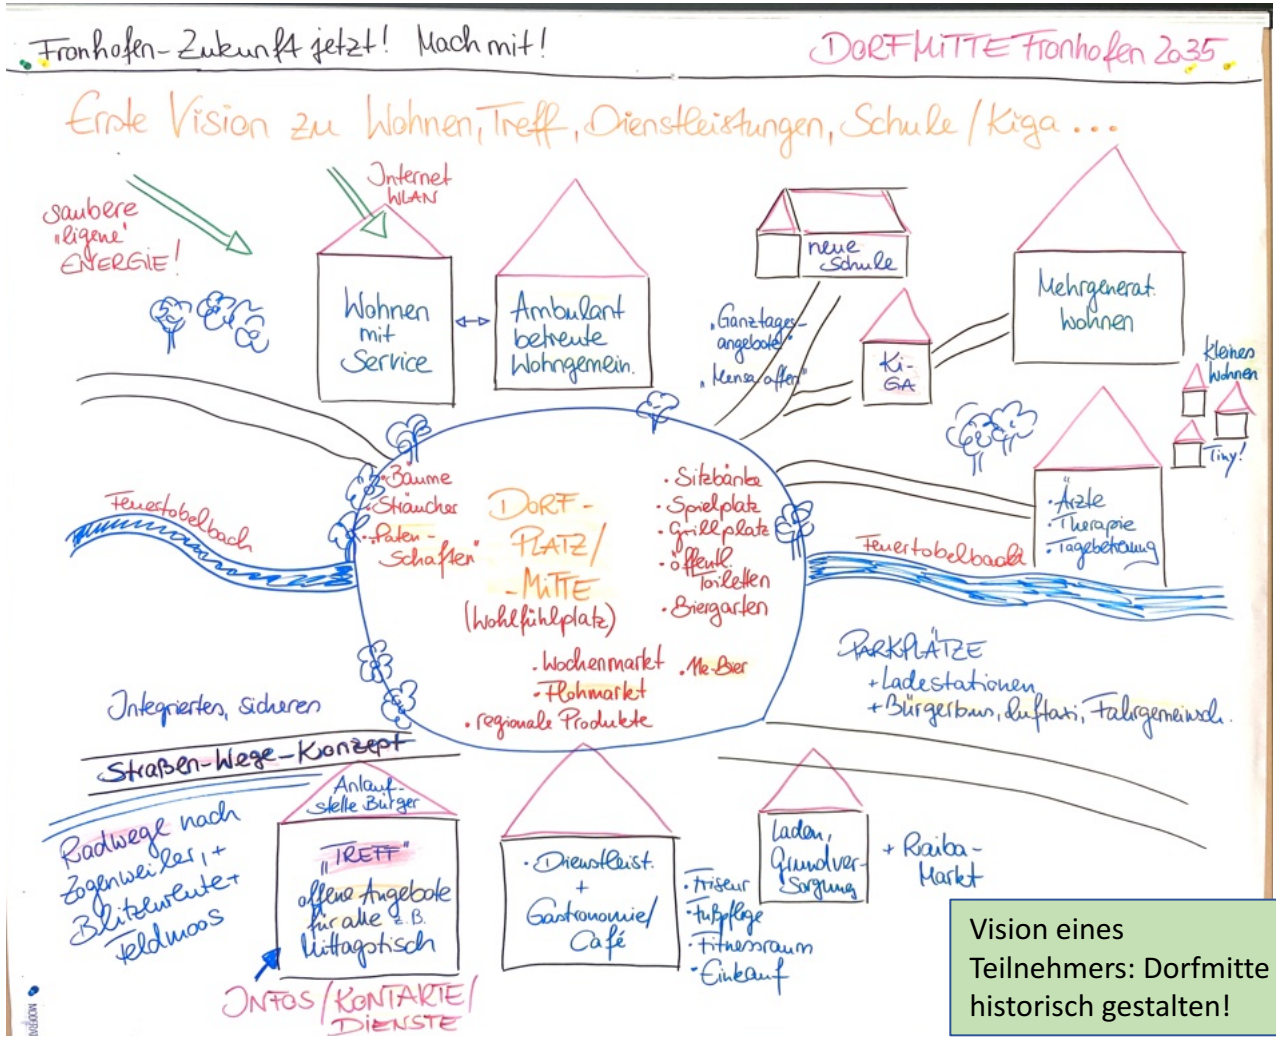 Fronhofen-Zukunft jetzt! Mach mit!
DORFMITTE Fronhofen 2035
Erste Vision zu Wohnen, Treff, Dienstleistungen, Schule/Kiga ...
saubere
"eigene"
ENERGIE!
Internet
WLAN
Wohnen
mit
Service
Ambulant
betreute
Wohngemein.
neue
Schule
"Ganztages-
angebote"
"Mensa offen"
Ki-
GA
Mehrgenerat.
wohnen
kleines
Wohnen
Tiny!
Feuertobelbach
• Bäume
• Sträucher
• "Paten-
schaften"
DORF-
PLATZ/
-MITTE
(Wohlfühlplatz)
• Sitzbänke
• Spielplatz
• Grillplatz
• öffentl.
Toiletten
• Biergarten
• Wochenmarkt
• Flohmarkt
• regionale Produkte
Feuertobelbach
• Ärzte
• Therapie
• Tagebetreuung
PARKPLÄTZE
+ Ladestationen
+ Bürgerbus, Lufttaxi, Fahrgemeinsch.
Integriertes, sicheres
Straßen-Wege-Konzept
Radwege nach
Zogenweiler, +
Blitzenreute +
Feldmoos
Anlauf-
stelle Bürger
"TREFF"
offene Angebote
für alle z.B.
Mittagstisch
INFOS/KONTAKTE/
DIENSTE
• Dienstleist.
+
Gastronomie/
Café
• Friseur
• Fußpflege
• Fitnessraum
• Einkauf
Laden,
Grundver-
sorgung
+ Raiba-
Markt
Vision eines
Teilnehmers: Dorfmitte
historisch gestalten!